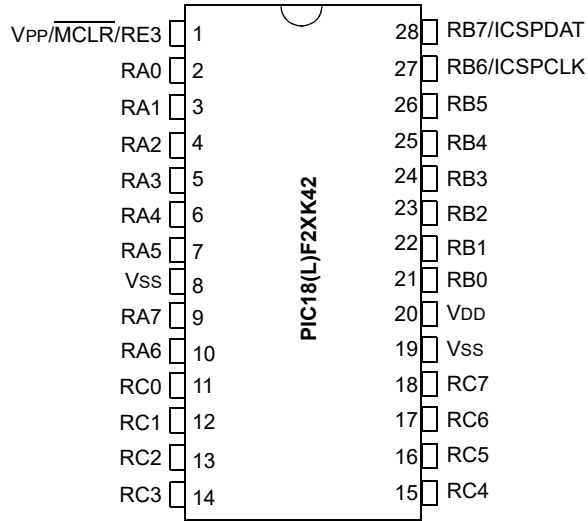 VPP/MCLR/RE3 1
RA0 2
RA1 3
RA2 4
RA3 5
RA4 6
RA5 7
VSS 8
RA7 9
RA6 10
RC0 11
RC1 12
RC2 13
RC3 14
PIC18(L)F2XK42
28 RB7/ICSPDAT
27 RB6/ICSPCLK
26 RB5
25 RB4
24 RB3
23 RB2
22 RB1
21 RB0
20 VDD
19 VSS
18 RC7
17 RC6
16 RC5
15 RC4